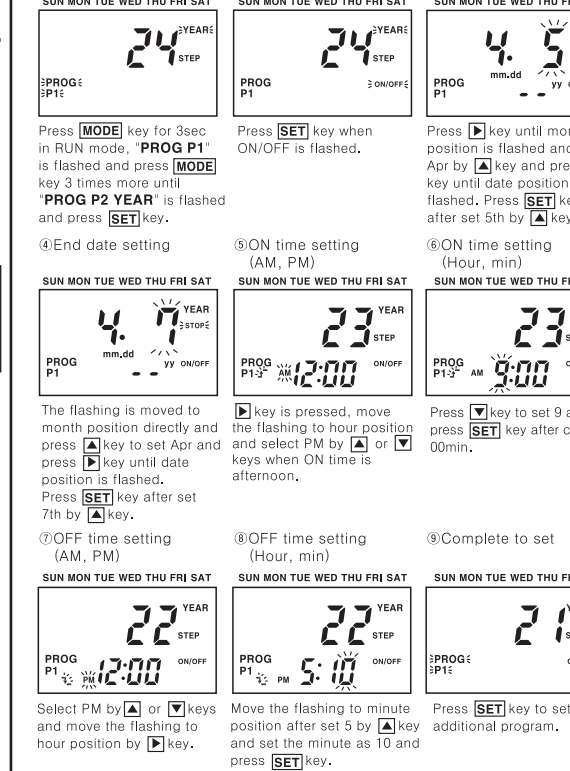 SUN MON TUE WED THU FRI SAT
24 YEAR
STEP
PROG
P1
Press MODE key for 3sec
in RUN mode, "PROG P1"
is flashed and press MODE
key 3 times more until
"PROG P2 YEAR" is flashed
and press SET key.
SUN MON TUE WED THU FRI SAT
24 YEAR
STEP
PROG ON/OFF
P1
Press SET key when
ON/OFF is flashed.
SUN MON TUE WED THU
4. 5
mm.dd
PROG yy
P1 - -
Press ▶ key until
position is flashed
Apr by ▲ key and
key until date position
flashed. Press SET
after set 5th by ▲
④End date setting
SUN MON TUE WED THU FRI SAT
4. 7 YEAR
STOP
mm.dd
PROG yy ON/OFF
P1 - -
The flashing is moved to
month position directly and
press ▲ key to set Apr and
press ▶ key until date
position is flashed.
Press SET key after set
7th by ▲ key.
⑤ON time setting
(AM, PM)
SUN MON TUE WED THU FRI SAT
23 YEAR
STEP
PROG ON/OFF
P1 AM 12:00
▶ key is pressed, move
the flashing to hour position
and select PM by ▲ or ▼
keys when ON time is
afternoon.
⑥ON time setting
(Hour, min)
SUN MON TUE WED THU
23
PROG
P1 AM 9:00
Press ▼ key to set 9
press SET key after
00min.
⑦OFF time setting
(AM, PM)
SUN MON TUE WED THU FRI SAT
22 YEAR
STEP
PROG ON/OFF
P1 PM 12:00
Select PM by ▲ or ▼ keys
and move the flashing to
hour position by ▶ key.
⑧OFF time setting
(Hour, min)
SUN MON TUE WED THU FRI SAT
22 YEAR
STEP
PROG ON/OFF
P1 PM 5:10
Move the flashing to minute
position after set 5 by ▲ key
and set the minute as 10 and
press SET key.
⑨Complete to set
SUN MON TUE WED THU
21
PROG
P1
Press SET key to set
additional program.